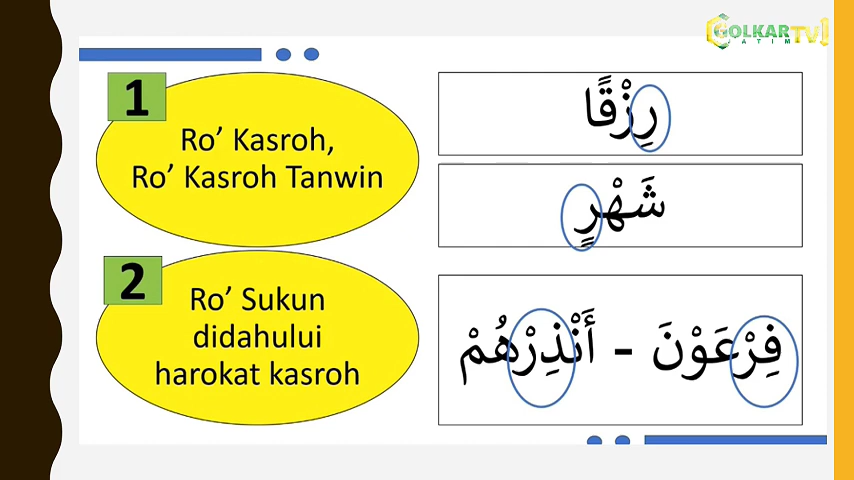 GOLKAR TV
JATIM
1
Ro’ Kasroh,
Ro’ Kasroh Tanwin
رِزْقًا
شَهْرٍ
2
Ro’ Sukun
didahului
harokat kasroh
فِرْعَوْنَ - أَنْذِرْهُمْ